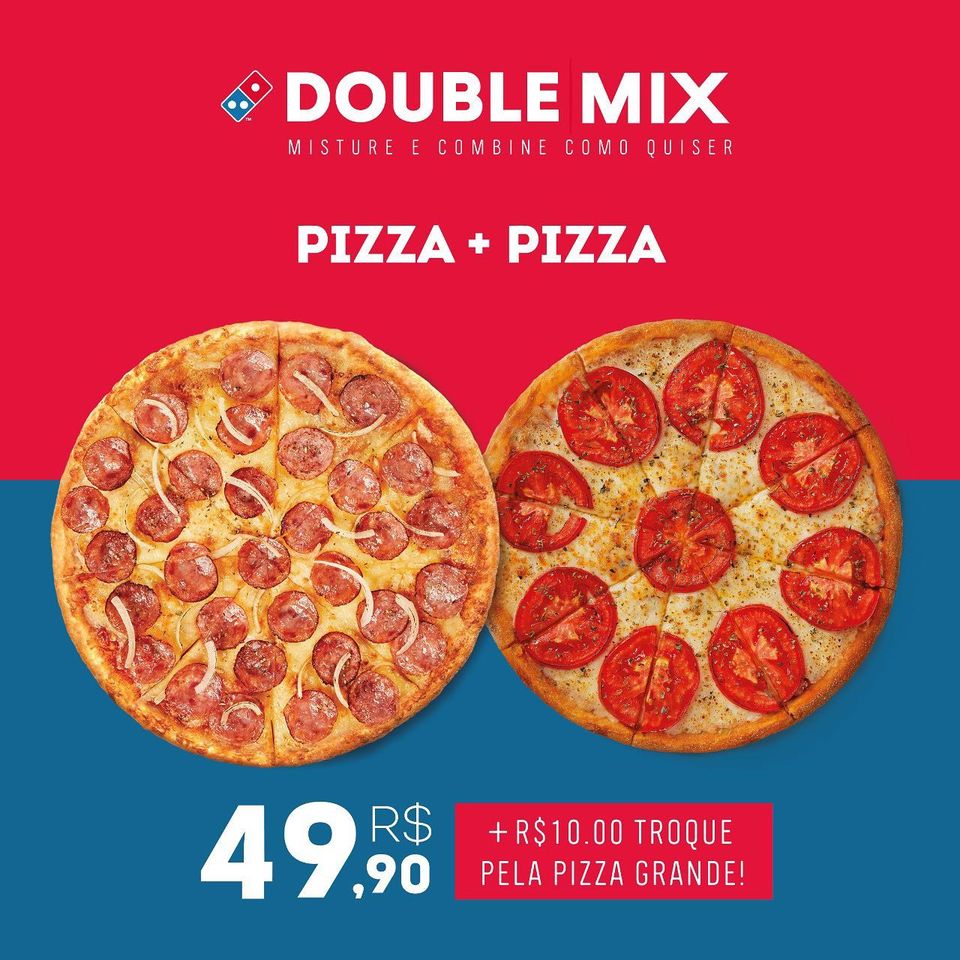 DOUBLE MIX
MISTURE E COMBINE COMO QUISER
PIZZA + PIZZA
49,90 R$
+ R$10.00 TROQUE
PELA PIZZA GRANDE!